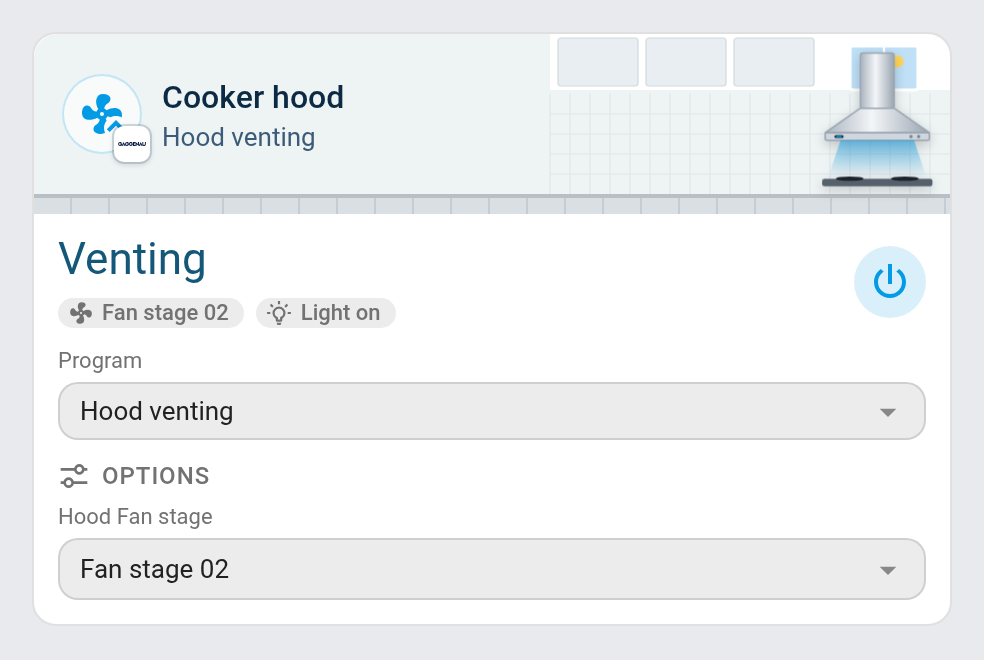 Cooker hood
Hood venting
GAGGENAU
Venting
Fan stage 02
Light on
Program
Hood venting
OPTIONS
Hood Fan stage
Fan stage 02